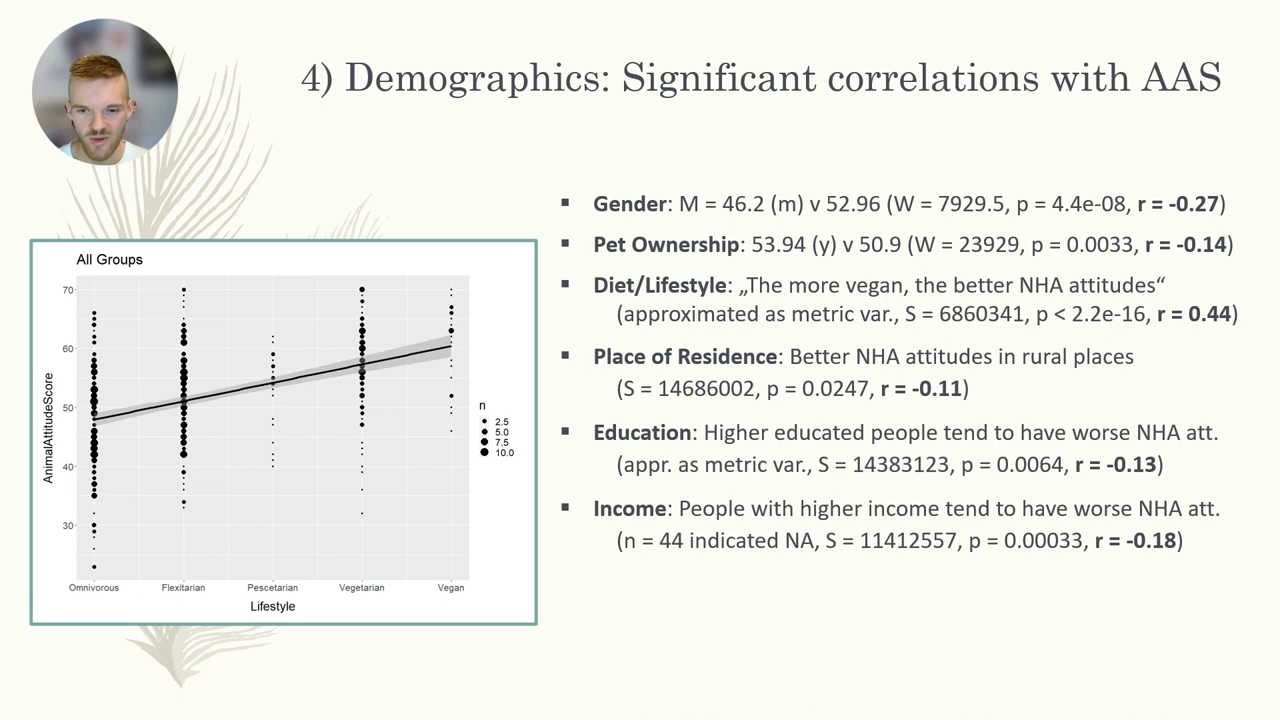 4) Demographics: Significant correlations with AAS
All Groups
70
60
50
40
30
AnimalAttitudeScore
Omnivorous Flexitarian Pescetarian Vegetarian Vegan
Lifestyle
n
2.5
5.0
7.5
10.0
▪ Gender: M = 46.2 (m) v 52.96 (W = 7929.5, p = 4.4e-08, r = -0.27)
▪ Pet Ownership: 53.94 (y) v 50.9 (W = 23929, p = 0.0033, r = -0.14)
▪ Diet/Lifestyle: „The more vegan, the better NHA attitudes“
(approximated as metric var., S = 6860341, p < 2.2e-16, r = 0.44)
▪ Place of Residence: Better NHA attitudes in rural places
(S = 14686002, p = 0.0247, r = -0.11)
▪ Education: Higher educated people tend to have worse NHA att.
(appr. as metric var., S = 14383123, p = 0.0064, r = -0.13)
▪ Income: People with higher income tend to have worse NHA att.
(n = 44 indicated NA, S = 11412557, p = 0.00033, r = -0.18)